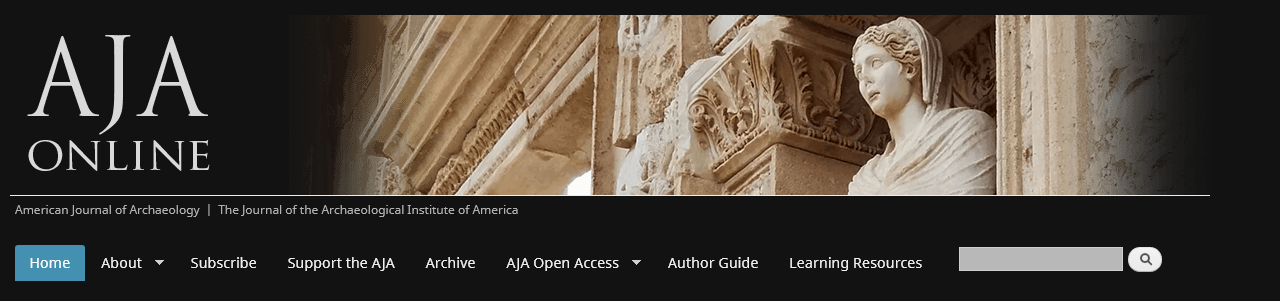 AJA
ONLINE
American Journal of Archaeology | The Journal of the Archaeological Institute of America
Home About Subscribe Support the AJA Archive AJA Open Access Author Guide Learning Resources